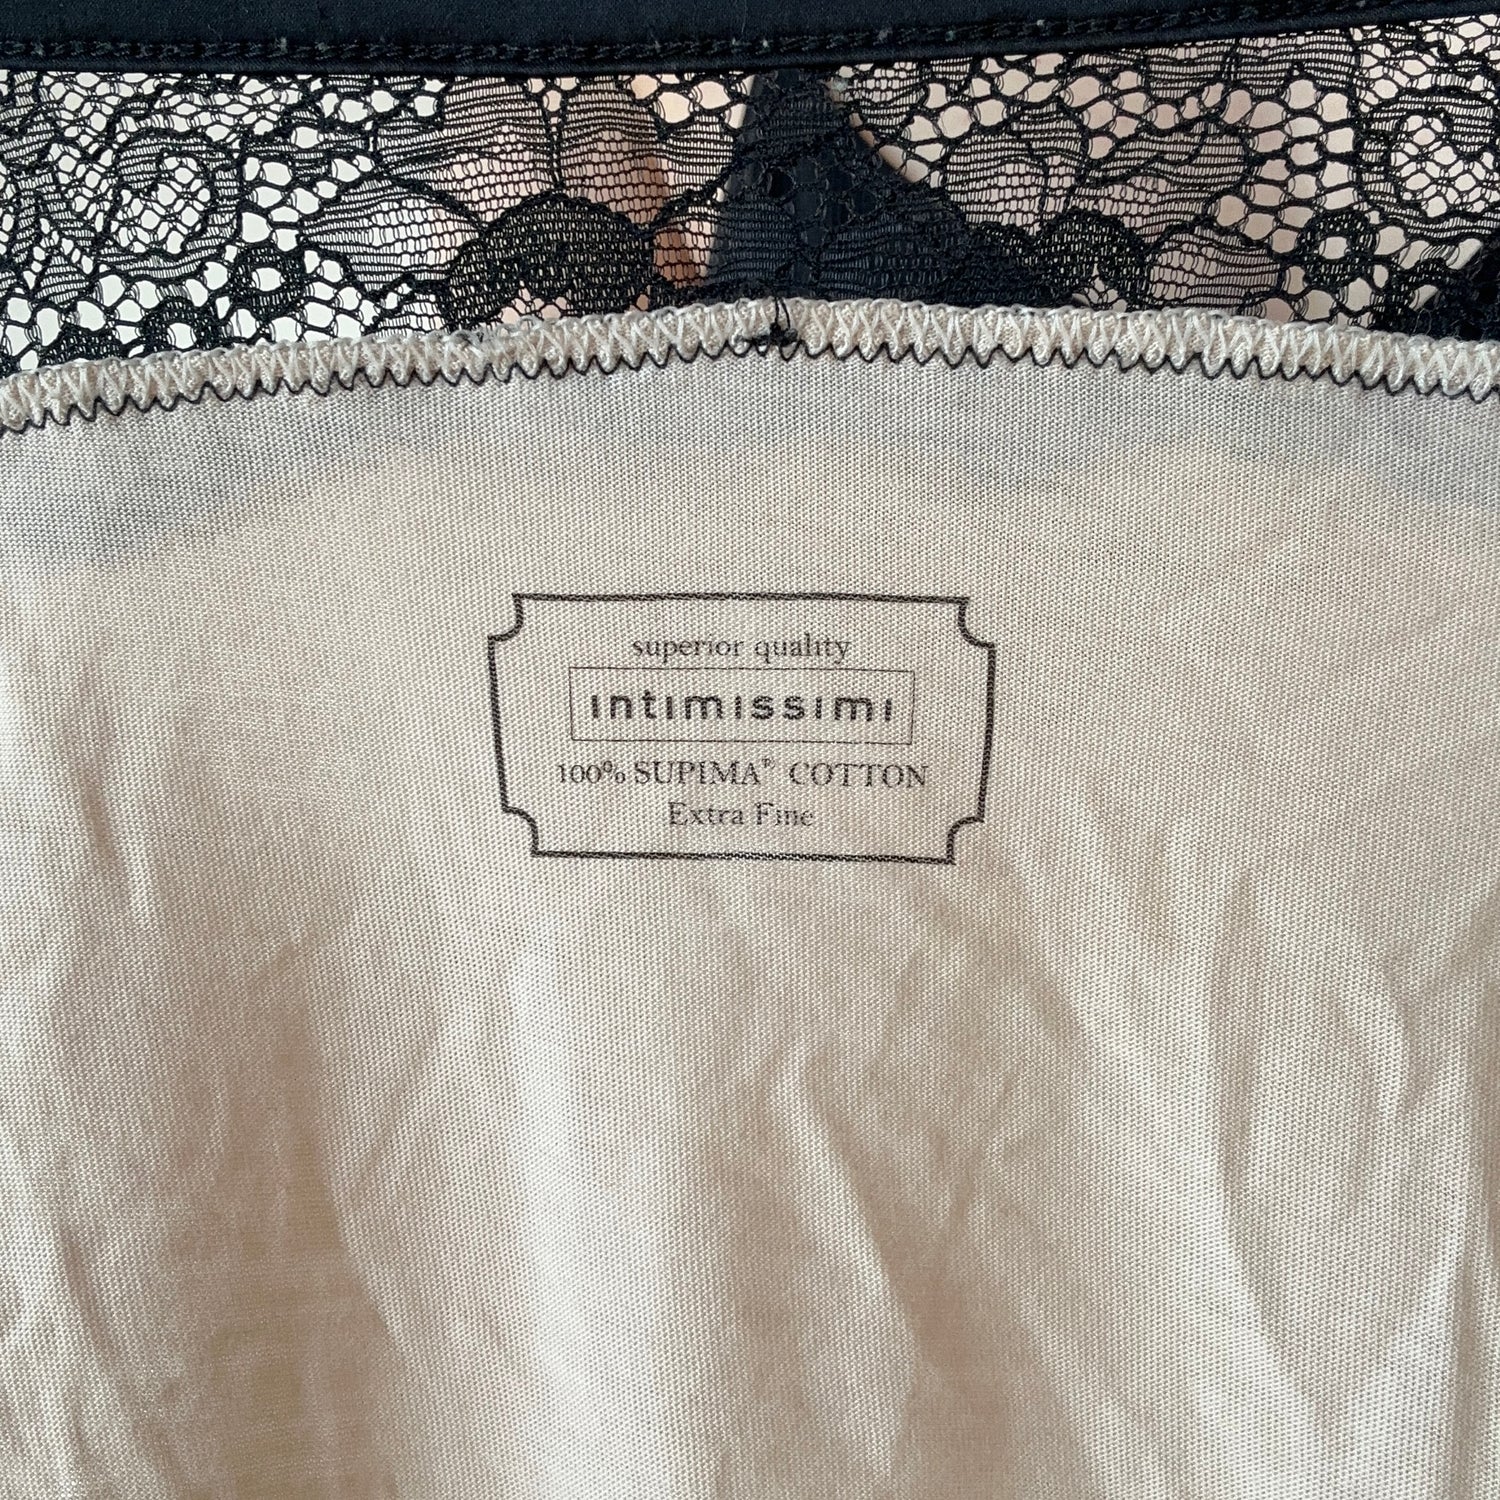 superior quality
intimissimi
100% SUPIMA® COTTON
Extra Fine